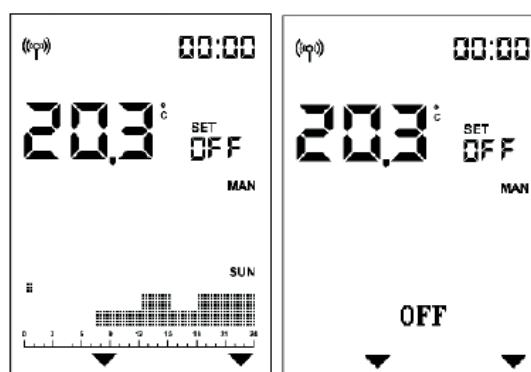 00:00
20.3 °C
SET
OFF
MAN
SUN
0 3 6 9 12 15 18 21 24
00:00
20.3 °C
SET
OFF
MAN
OFF